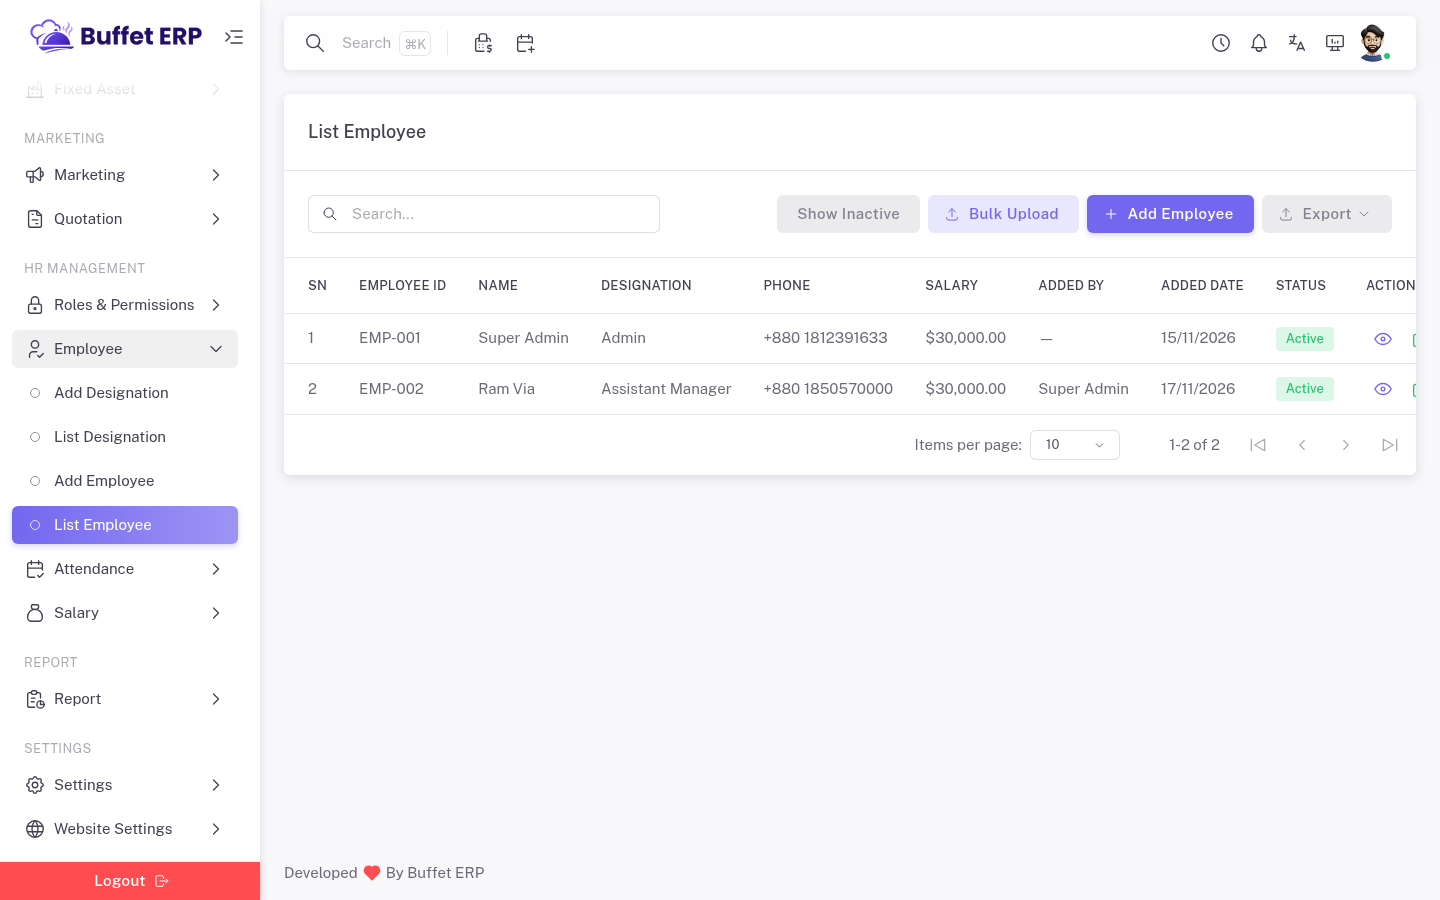 Buffet ERP
Fixed Asset
MARKETING
Marketing
Quotation
HR MANAGEMENT
Roles & Permissions
Employee
Add Designation
List Designation
Add Employee
List Employee
Attendance
Salary
REPORT
Report
SETTINGS
Settings
Website Settings
Logout
Search ⌘K
List Employee
Search... Show Inactive Bulk Upload Add Employee Export
SN EMPLOYEE ID NAME DESIGNATION PHONE SALARY ADDED BY ADDED DATE STATUS ACTION
1 EMP-001 Super Admin Admin +880 1812391633 $30,000.00 — 15/11/2026 Active
2 EMP-002 Ram Via Assistant Manager +880 1850570000 $30,000.00 Super Admin 17/11/2026 Active
Items per page: 10 1-2 of 2
Developed By Buffet ERP